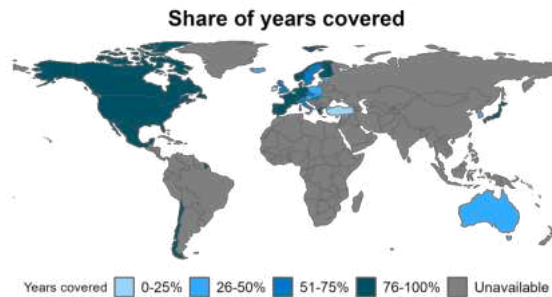 Share of years covered
Years covered 0-25% 26-50% 51-75% 76-100% Unavailable